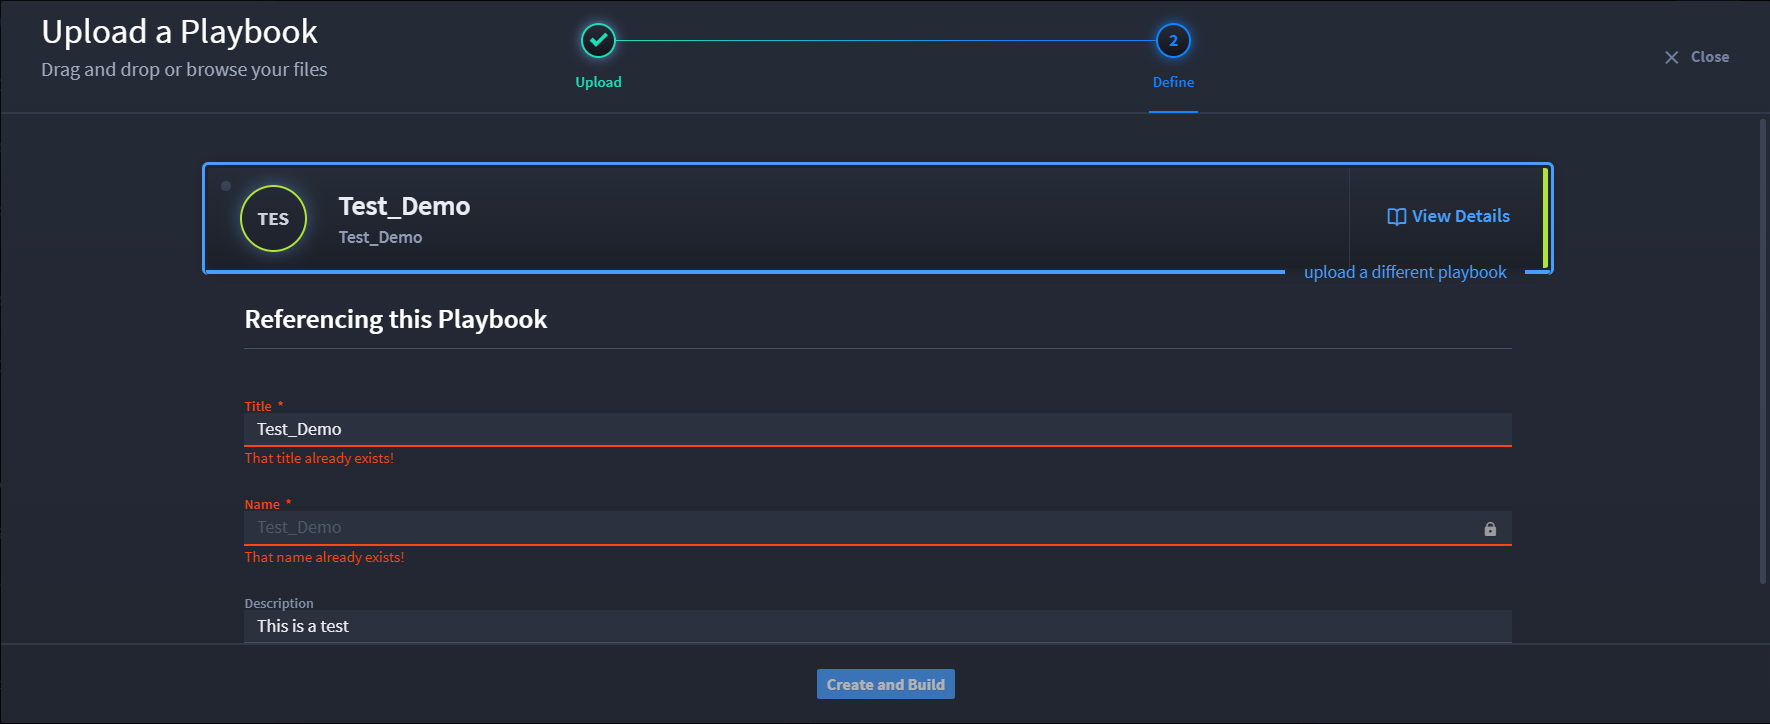 Upload a Playbook
Drag and drop or browse your files
Upload
2
Define
Close
TES
Test_Demo
Test_Demo
View Details
upload a different playbook
Referencing this Playbook
Title *
Test_Demo
That title already exists!
Name *
Test_Demo
That name already exists!
Description
This is a test
Create and Build